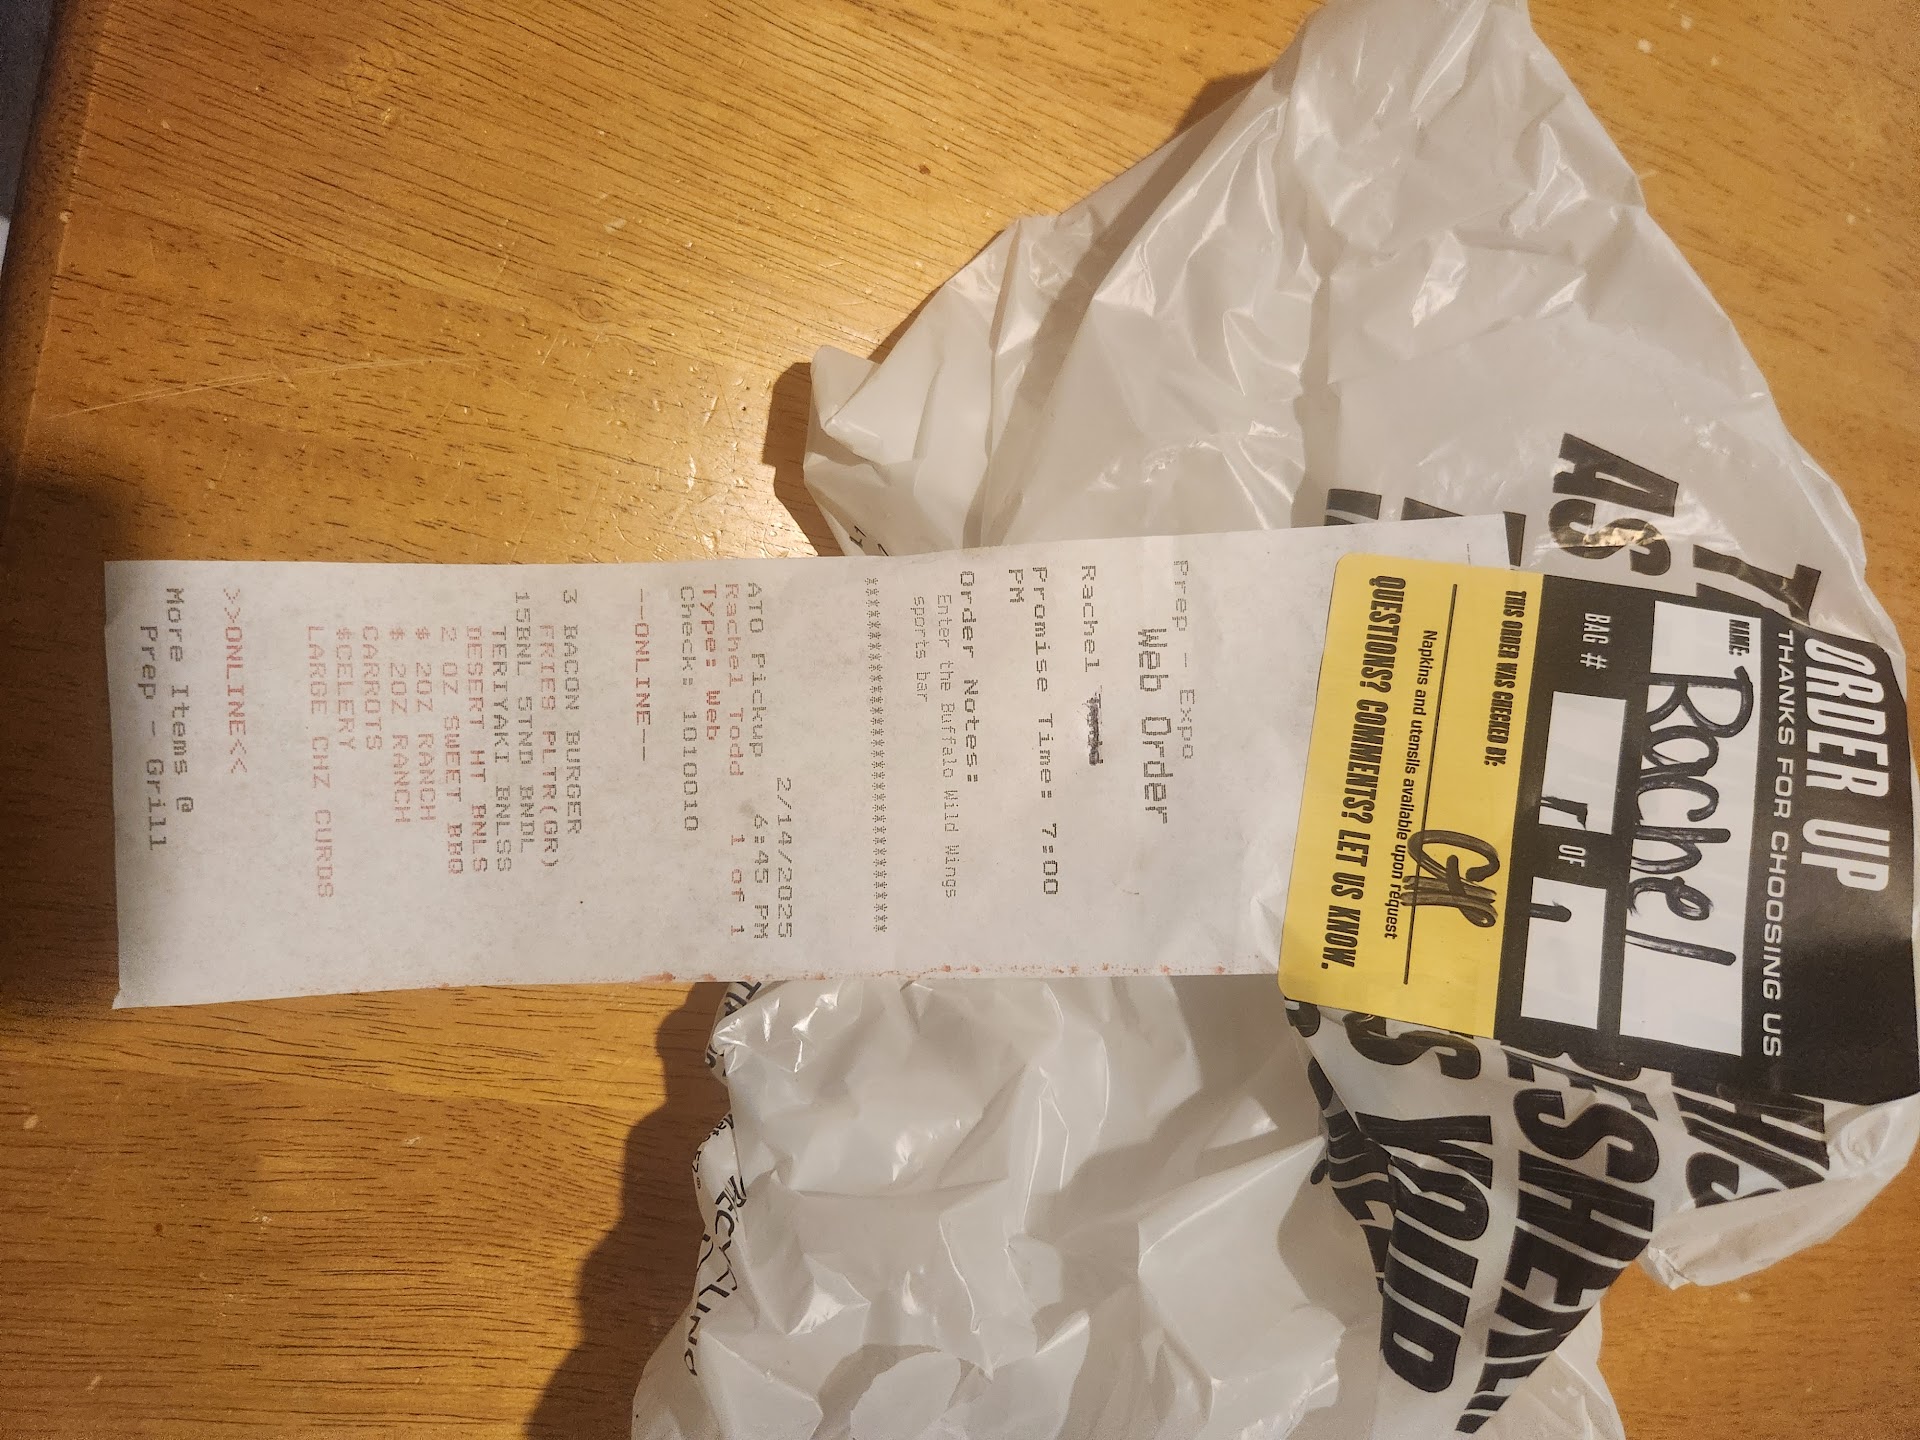 ORDER UP
THANKS FOR CHOOSING US
NAME: Rachel
BAG # 1 OF 1
THIS ORDER WAS CHECKED BY:
Napkins and utensils available upon request
QUESTIONS? COMMENTS? LET US KNOW.
Prep - Expo
Web Order
Rachel
Promise Time: 7:00
PM
Order Notes:
Enter the Buffalo Wild Wings
sports bar
2/14/2025
ATO Pickup 6:45 PM
Rachel Todd 1 of 1
Type: Web
Check: 1010010
--ONLINE--
3 BACON BURGER
FRIES PLTR(GR)
15BNL STND BNDL
TERIYAKI BNLSS
DESERT HT BNLS
2 OZ SWEET BBQ
$ 2OZ RANCH
$ 2OZ RANCH
CARROTS
$CELERY
LARGE CHZ CURDS
>>ONLINE<<
More Items @
Prep - Grill
AS T